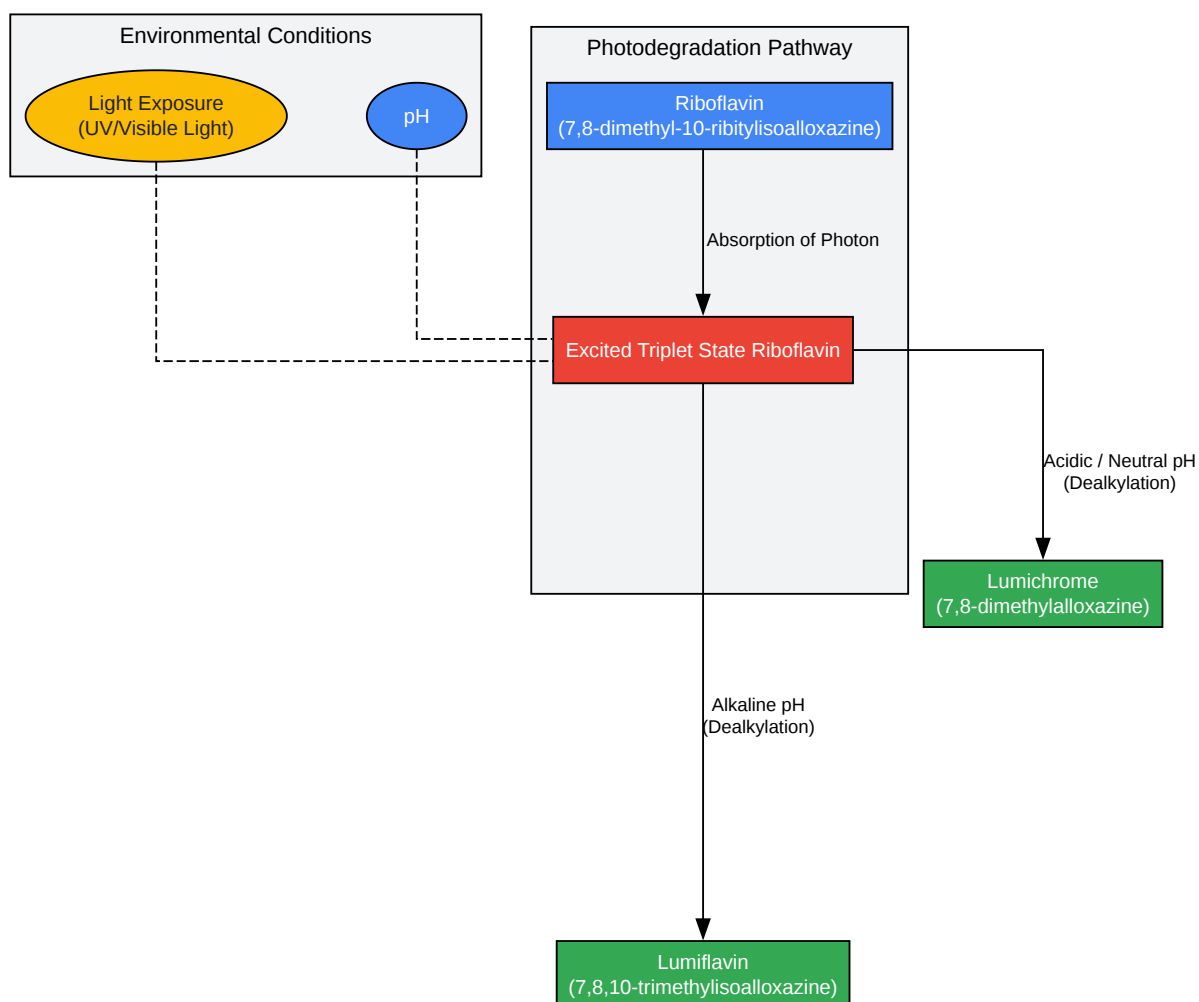 Environmental Conditions
Light Exposure
(UV/Visible Light)
pH
Photodegradation Pathway
Riboflavin
(7,8-dimethyl-10-ribitylisoalloxazine)
Absorption of Photon
Excited Triplet State Riboflavin
Acidic / Neutral pH
(Dealkylation)
Lumichrome
(7,8-dimethylalloxazine)
Alkaline pH
(Dealkylation)
Lumiflavin
(7,8,10-trimethylisoalloxazine)